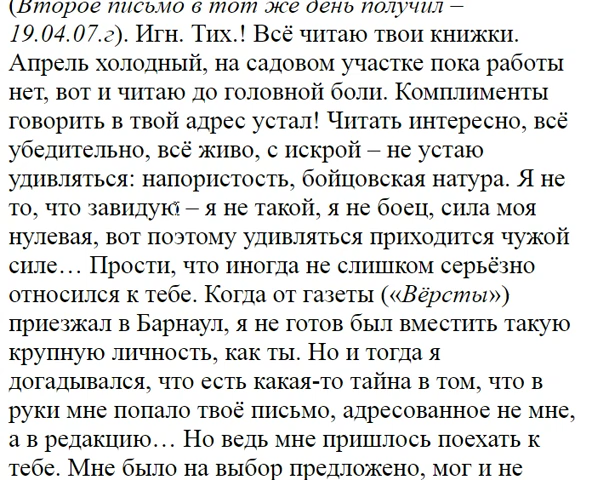 (Второе письмо в тот же день получил –
19.04.07.г). Игн. Тих.! Всё читаю твои книжки.
Апрель холодный, на садовом участке пока работы
нет, вот и читаю до головной боли. Комплименты
говорить в твой адрес устал! Читать интересно, всё
убедительно, всё живо, с искрой – не устаю
удивляться: напористость, бойцовская натура. Я не
то, что завидую – я не такой, я не боец, сила моя
нулевая, вот поэтому удивляться приходится чужой
силе… Прости, что иногда не слишком серьёзно
относился к тебе. Когда от газеты («Вёрсты»)
приезжал в Барнаул, я не готов был вместить такую
крупную личность, как ты. Но и тогда я
догадывался, что есть какая-то тайна в том, что в
руки мне попало твоё письмо, адресованное не мне,
а в редакцию… Но ведь мне пришлось поехать к
тебе. Мне было на выбор предложено, мог и не